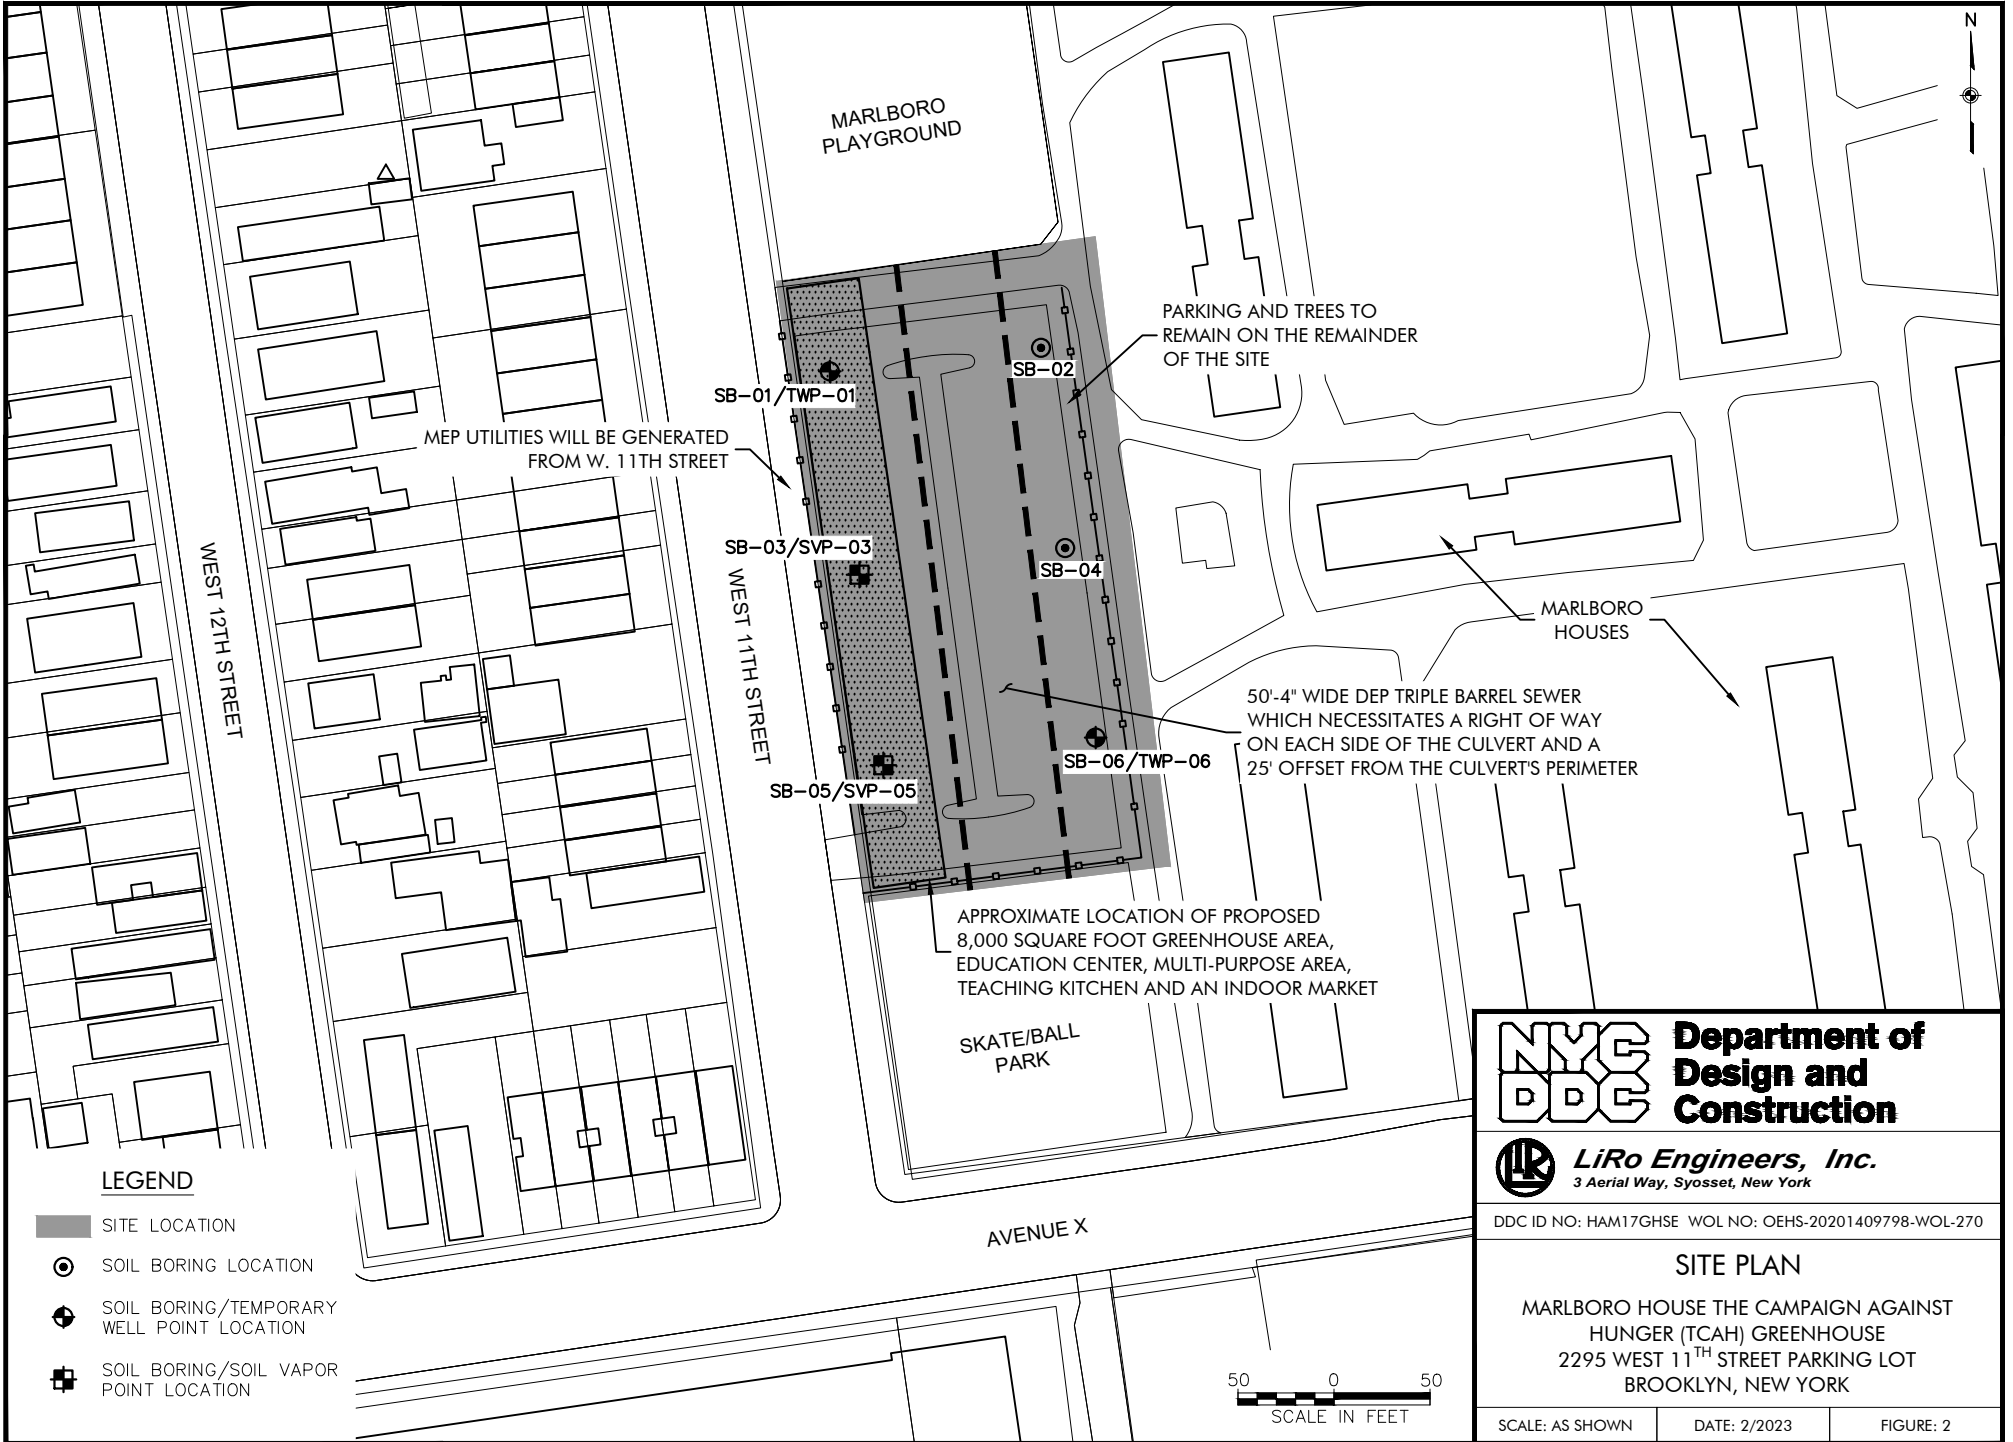 N
MARLBORO
PLAYGROUND
PARKING AND TREES TO
REMAIN ON THE REMAINDER
OF THE SITE
SB-02
SB-01/TWP-01
MEP UTILITIES WILL BE GENERATED
FROM W. 11TH STREET
SB-03/SVP-03
SB-04
WEST 12TH STREET
WEST 11TH STREET
MARLBORO
HOUSES
50'-4" WIDE DEP TRIPLE BARREL SEWER
WHICH NECESSITATES A RIGHT OF WAY
ON EACH SIDE OF THE CULVERT AND A
25' OFFSET FROM THE CULVERT'S PERIMETER
SB-06/TWP-06
SB-05/SVP-05
APPROXIMATE LOCATION OF PROPOSED
8,000 SQUARE FOOT GREENHOUSE AREA,
EDUCATION CENTER, MULTI-PURPOSE AREA,
TEACHING KITCHEN AND AN INDOOR MARKET
SKATE/BALL
PARK
AVENUE X
LEGEND
SITE LOCATION
SOIL BORING LOCATION
SOIL BORING/TEMPORARY
WELL POINT LOCATION
SOIL BORING/SOIL VAPOR
POINT LOCATION
50 0 50
SCALE IN FEET
NYC
DDC
Department of
Design and
Construction
LiRo
LiRo Engineers, Inc.
3 Aerial Way, Syosset, New York
DDC ID NO: HAM17GHSE WOL NO: OEHS-20201409798-WOL-270
SITE PLAN
MARLBORO HOUSE THE CAMPAIGN AGAINST
HUNGER (TCAH) GREENHOUSE
2295 WEST 11TH STREET PARKING LOT
BROOKLYN, NEW YORK
SCALE: AS SHOWN
DATE: 2/2023
FIGURE: 2